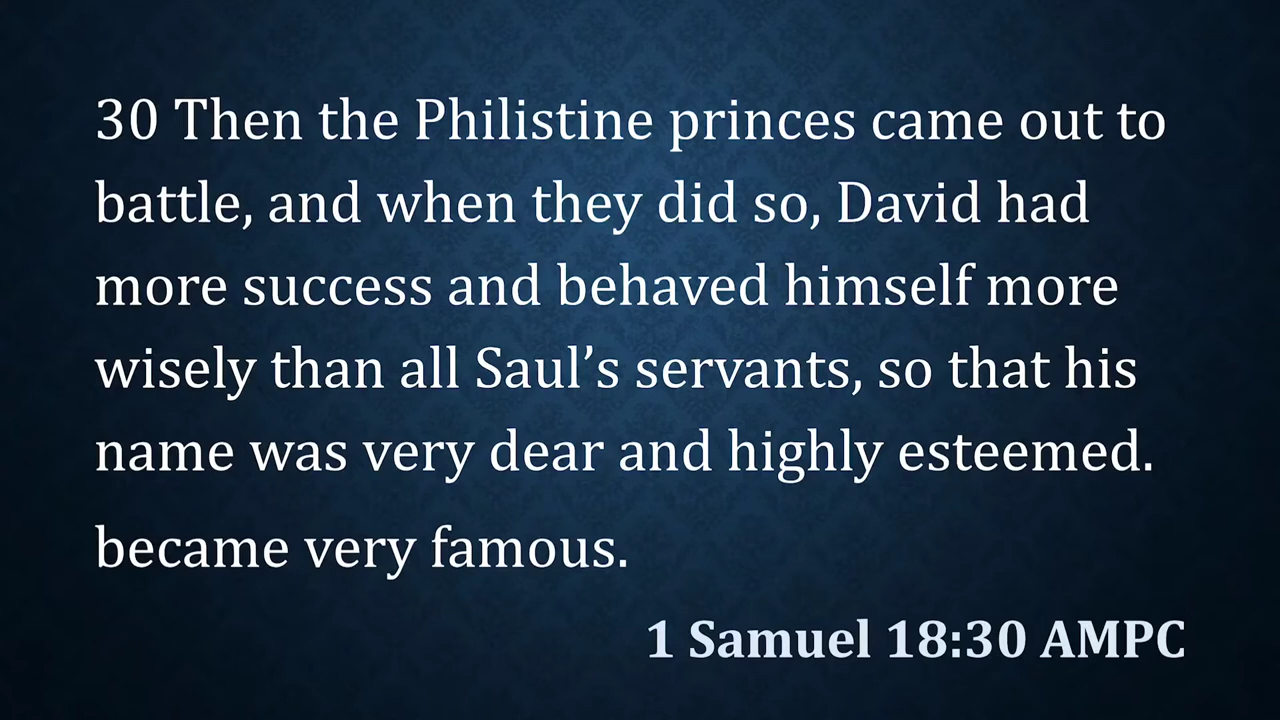 30 Then the Philistine princes came out to
battle, and when they did so, David had
more success and behaved himself more
wisely than all Saul’s servants, so that his
name was very dear and highly esteemed.
became very famous.
1 Samuel 18:30 AMPC